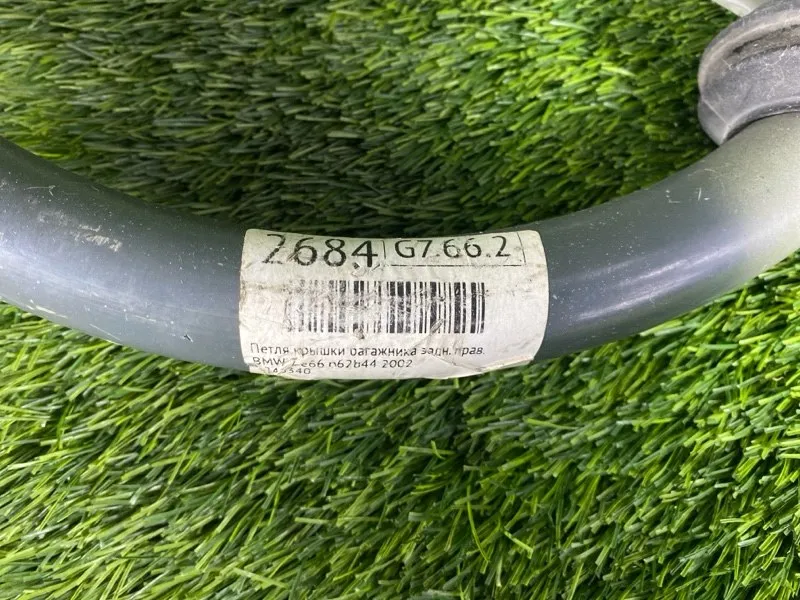 2684 G7.66.2
Петля крышки багажника задн. прав.
BMW 7 e66 n62b44 2002